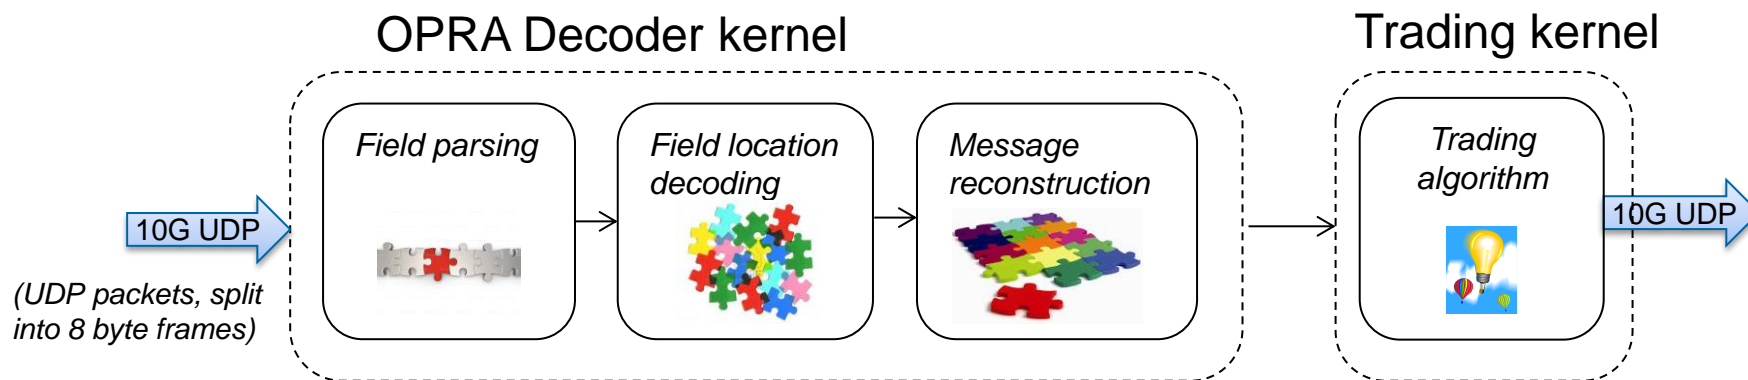 OPRA Decoder kernel
Trading kernel
Field parsing
Field location
decoding
Message
reconstruction
Trading
algorithm
10G UDP
10G UDP
(UDP packets, split
into 8 byte frames)